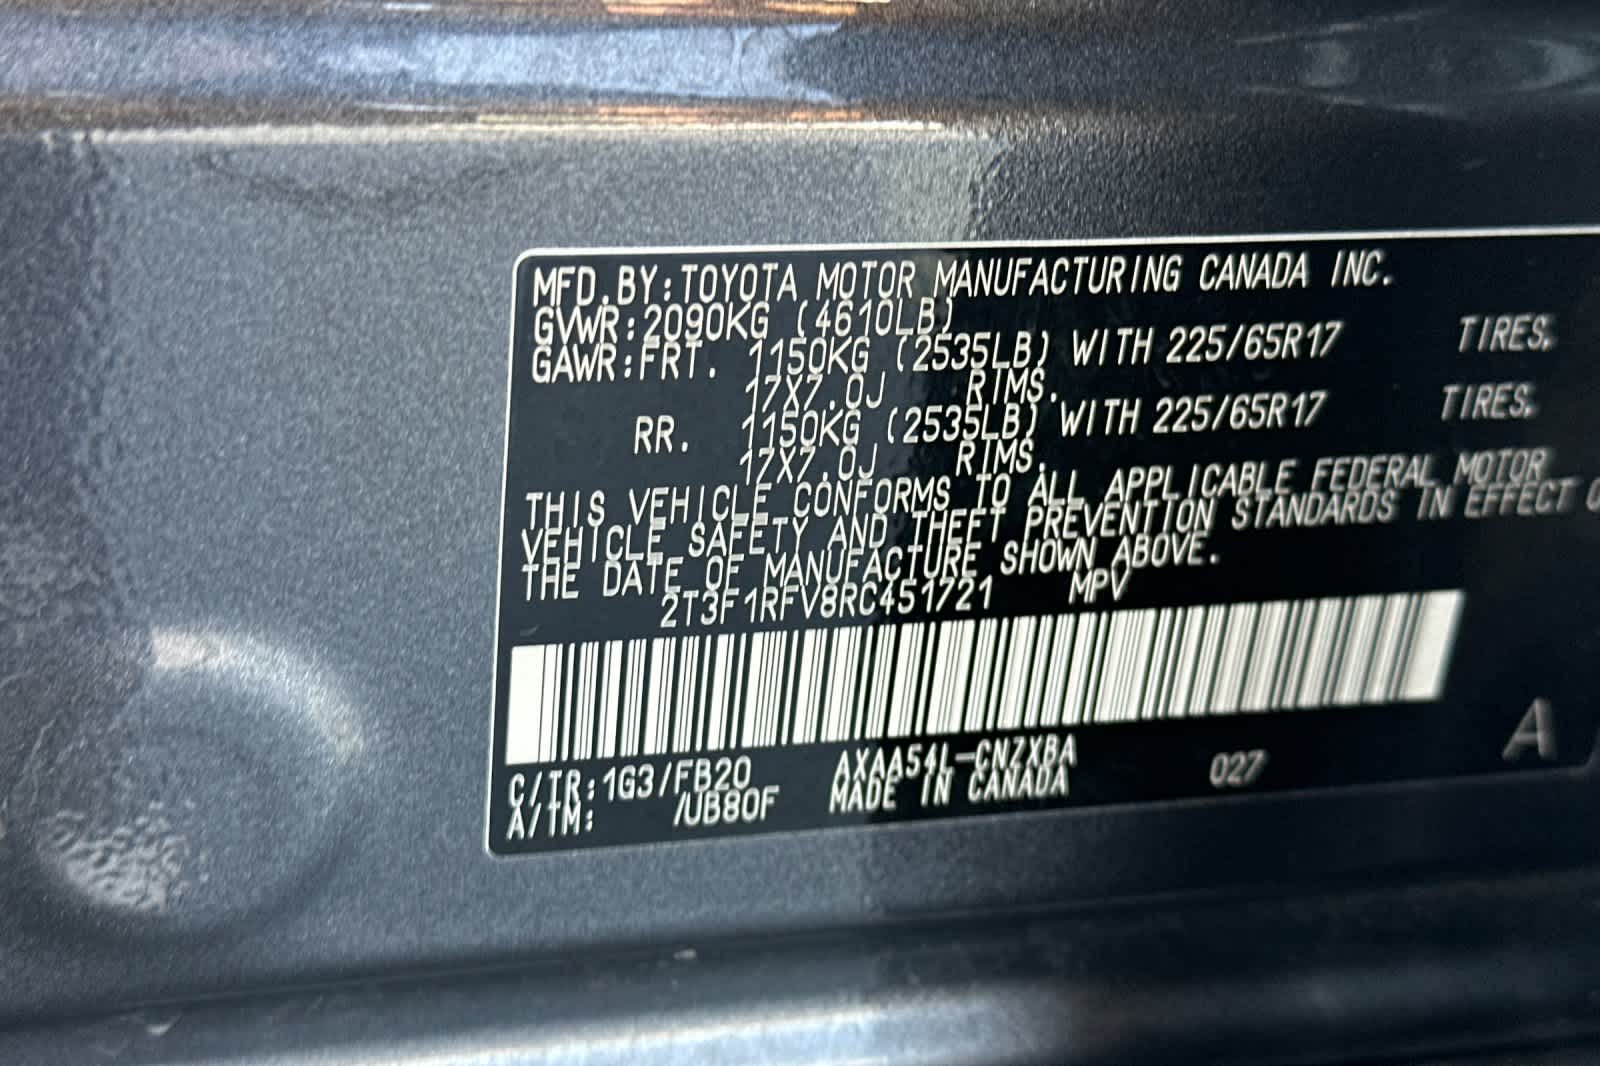 MFD.BY:TOYOTA MOTOR MANUFACTURING CANADA INC.
GVWR:2090KG (4610LB)
GAWR:FRT. 1150KG (2535LB) WITH 225/65R17 TIRES,
17X7.0J RIMS.
RR. 1150KG (2535LB) WITH 225/65R17 TIRES,
17X7.0J RIMS.
THIS VEHICLE CONFORMS TO ALL APPLICABLE FEDERAL MOTOR
VEHICLE SAFETY AND THEFT PREVENTION STANDARDS IN EFFECT
THE DATE OF MANUFACTURE SHOWN ABOVE.
2T3F1RFV8RC451721 MPV
C/TR:1G3/FB20 AXAA54L-CNZXBA 027 A
A/TM: /UB80F MADE IN CANADA